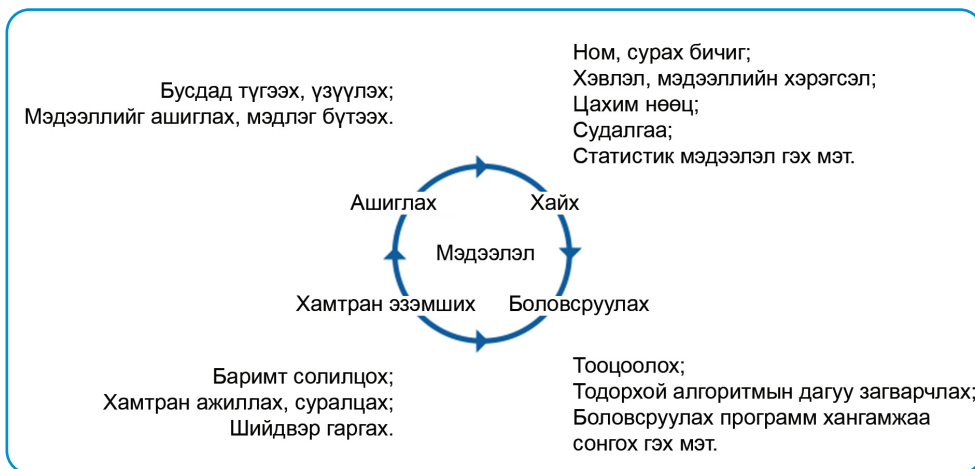 Бусдад түгээх, үзүүлэх;
Мэдээллийг ашиглах, мэдлэг бүтээх.
Ном, сурах бичиг;
Хэвлэл, мэдээллийн хэрэгсэл;
Цахим нөөц;
Судалгаа;
Статистик мэдээлэл гэх мэт.
Ашиглах
Хайх
Мэдээлэл
Хамтран эзэмших
Боловсруулах
Баримт солилцох;
Хамтран ажиллах, суралцах;
Шийдвэр гаргах.
Тооцоолох;
Тодорхой алгоритмын дагуу загварчлах;
Боловсруулах программ хангамжаа
сонгох гэх мэт.